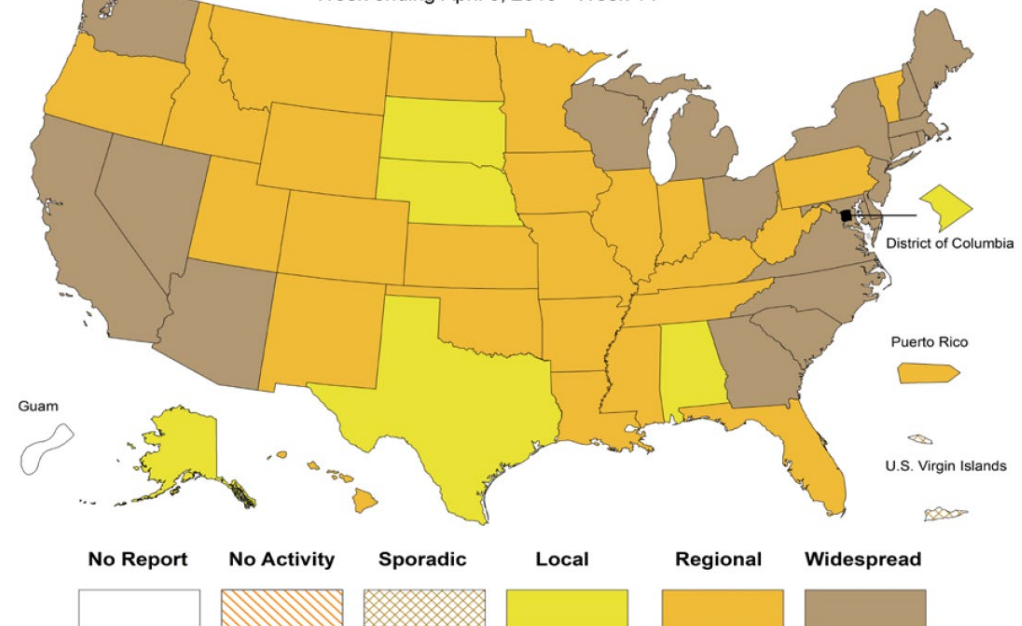 District of Columbia
Puerto Rico
Guam
U.S. Virgin Islands
No Report
No Activity
Sporadic
Local
Regional
Widespread